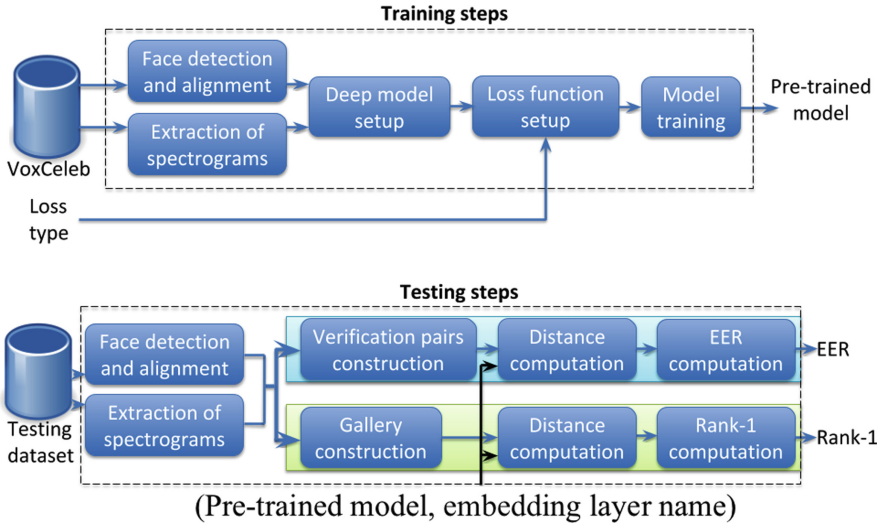 Training steps
Face detection
and alignment
Extraction of
spectrograms
Deep model
setup
Loss function
setup
Model
training
Pre-trained
model
VoxCeleb
Loss
type
Testing steps
Face detection
and alignment
Extraction of
spectrograms
Testing
dataset
Verification pairs
construction
Distance
computation
EER
computation
EER
Gallery
construction
Distance
computation
Rank-1
computation
Rank-1
(Pre-trained model, embedding layer name)